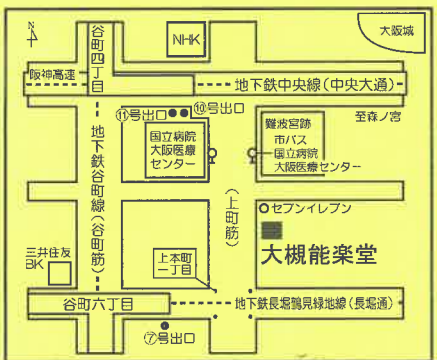 N
NHK
大阪城
谷町四丁目
阪神高速
地下鉄中央線(中央大通)
⑪号出口
⑩号出口
至森ノ宮
国立病院
大阪医療
センター
難波宮跡
市バス
国立病院
大阪医療センター
地下鉄谷町線(谷町筋)
(上町筋)
セブンイレブン
大槻能楽堂
三井住友
BK
上本町
一丁目
谷町六丁目
地下鉄長堀鶴見緑地線(長堀通)
⑦号出口